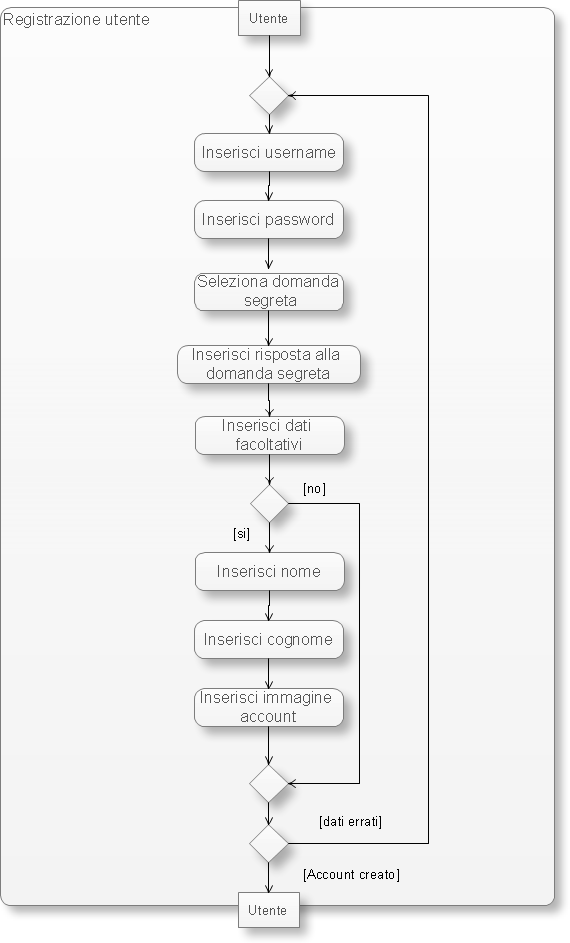 Registrazione utente
Utente
Inserisci username
Inserisci password
Seleziona domanda
segreta
Inserisci risposta alla
domanda segreta
Inserisci dati
facoltativi
[no]
[si]
Inserisci nome
Inserisci cognome
Inserisci immagine
account
[dati errati]
[Account creato]
Utente